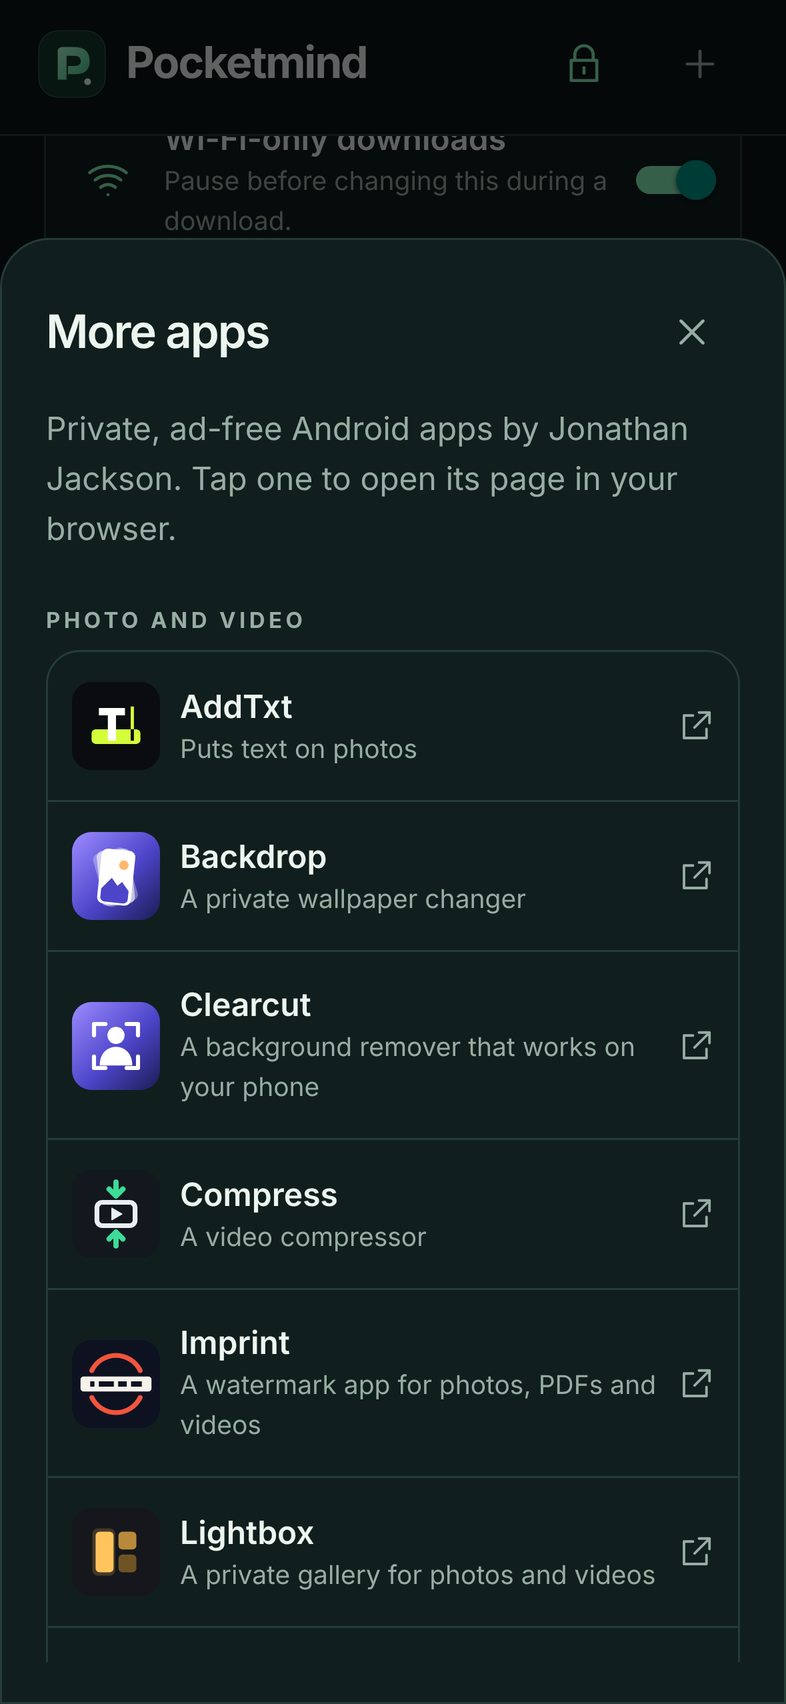 Pocketmind
Wi-Fi-only downloads
Pause before changing this during a
download.
More apps
Private, ad-free Android apps by Jonathan
Jackson. Tap one to open its page in your
browser.
PHOTO AND VIDEO
AddTxt
Puts text on photos
Backdrop
A private wallpaper changer
Clearcut
A background remover that works on
your phone
Compress
A video compressor
Imprint
A watermark app for photos, PDFs and
videos
Lightbox
A private gallery for photos and videos